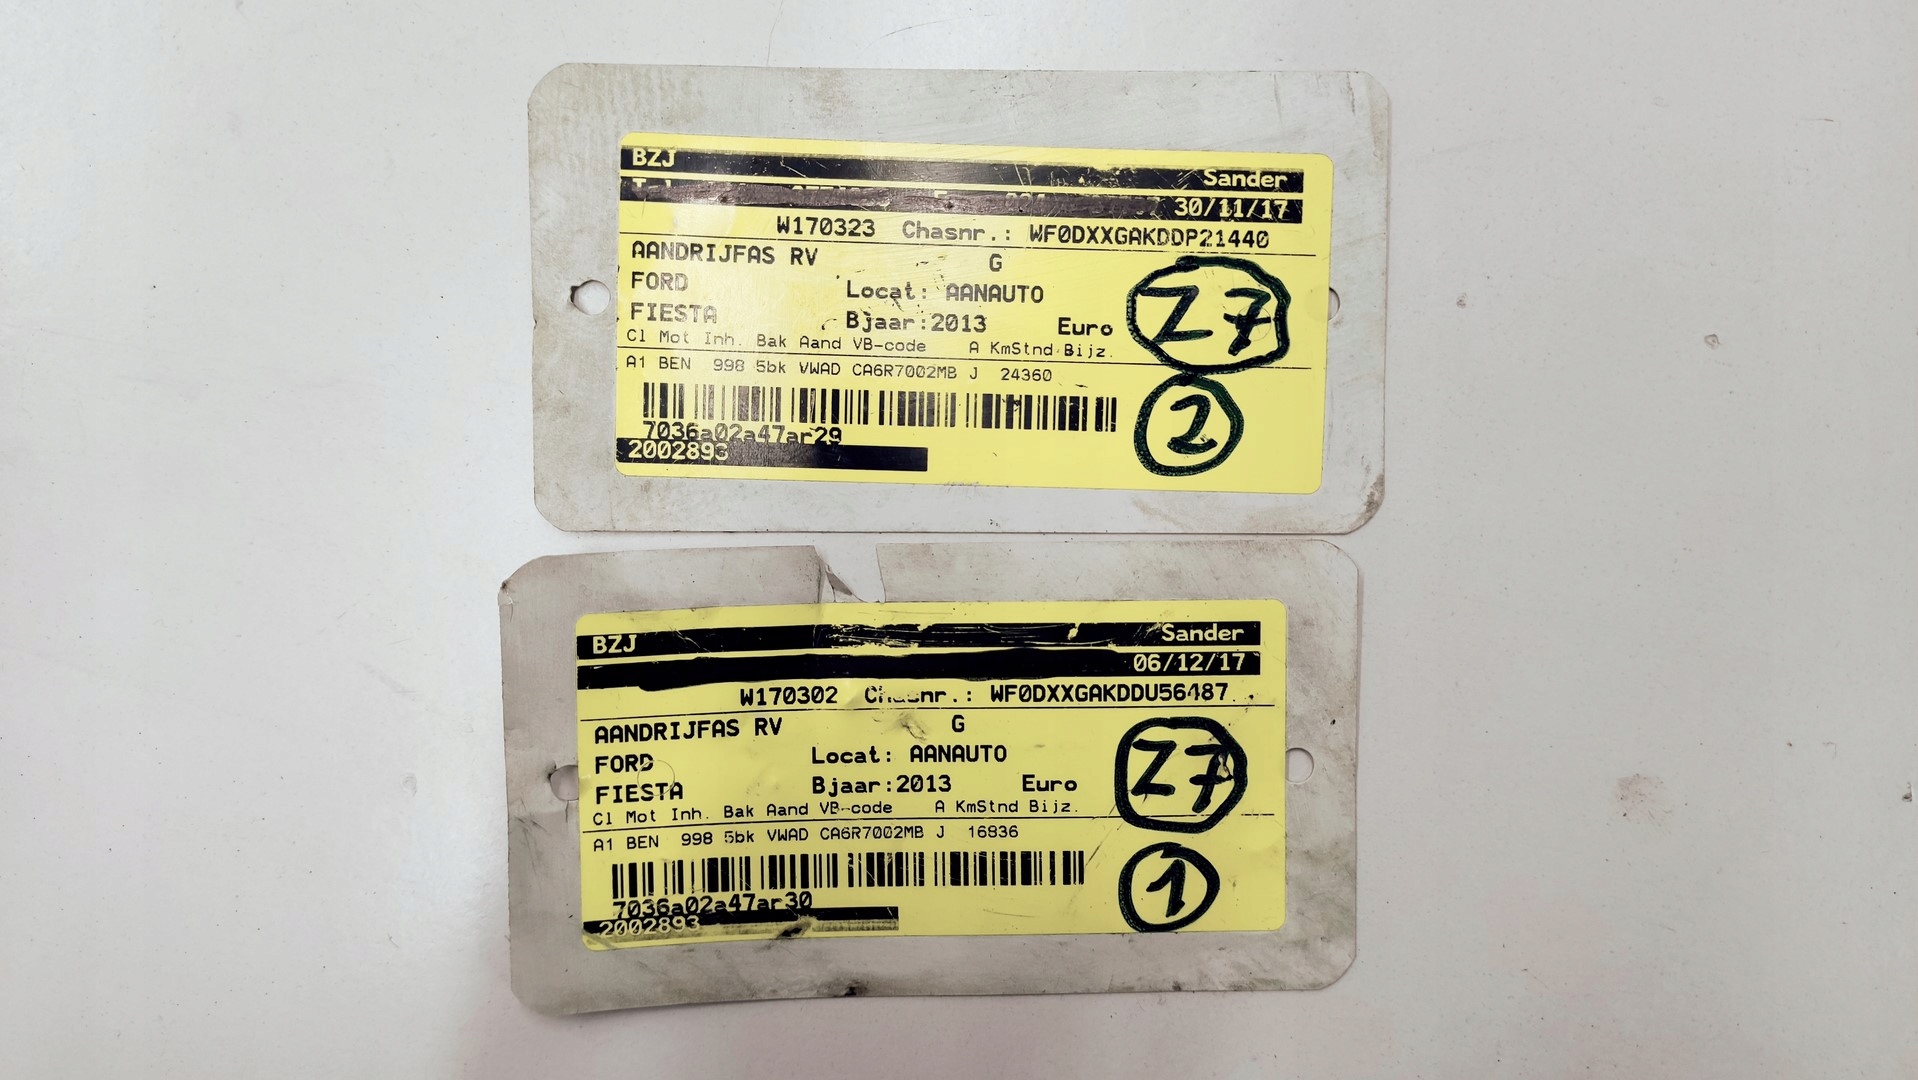 BZJ Sander
30/11/17
W170323 Chasnr.: WF0DXXGAKDDP21440
AANDRIJFAS RV G
FORD Locat: AANAUTO
FIESTA Bjaar:2013 Euro
Z7
Cl Mot Inh. Bak Aand VB-code A KmStnd Bijz.
A1 BEN 998 5bk VWAD CA6R7002MB J 24360
2
7036a02a47ar29
2002893
BZJ Sander
06/12/17
W170302 Chasnr.: WF0DXXGAKDDU56487
AANDRIJFAS RV G
FORD Locat: AANAUTO
FIESTA Bjaar:2013 Euro
Z7
Cl Mot Inh. Bak Aand VB-code A KmStnd Bijz.
A1 BEN 998 5bk VWAD CA6R7002MB J 16836
1
7036a02a47ar30
2002893